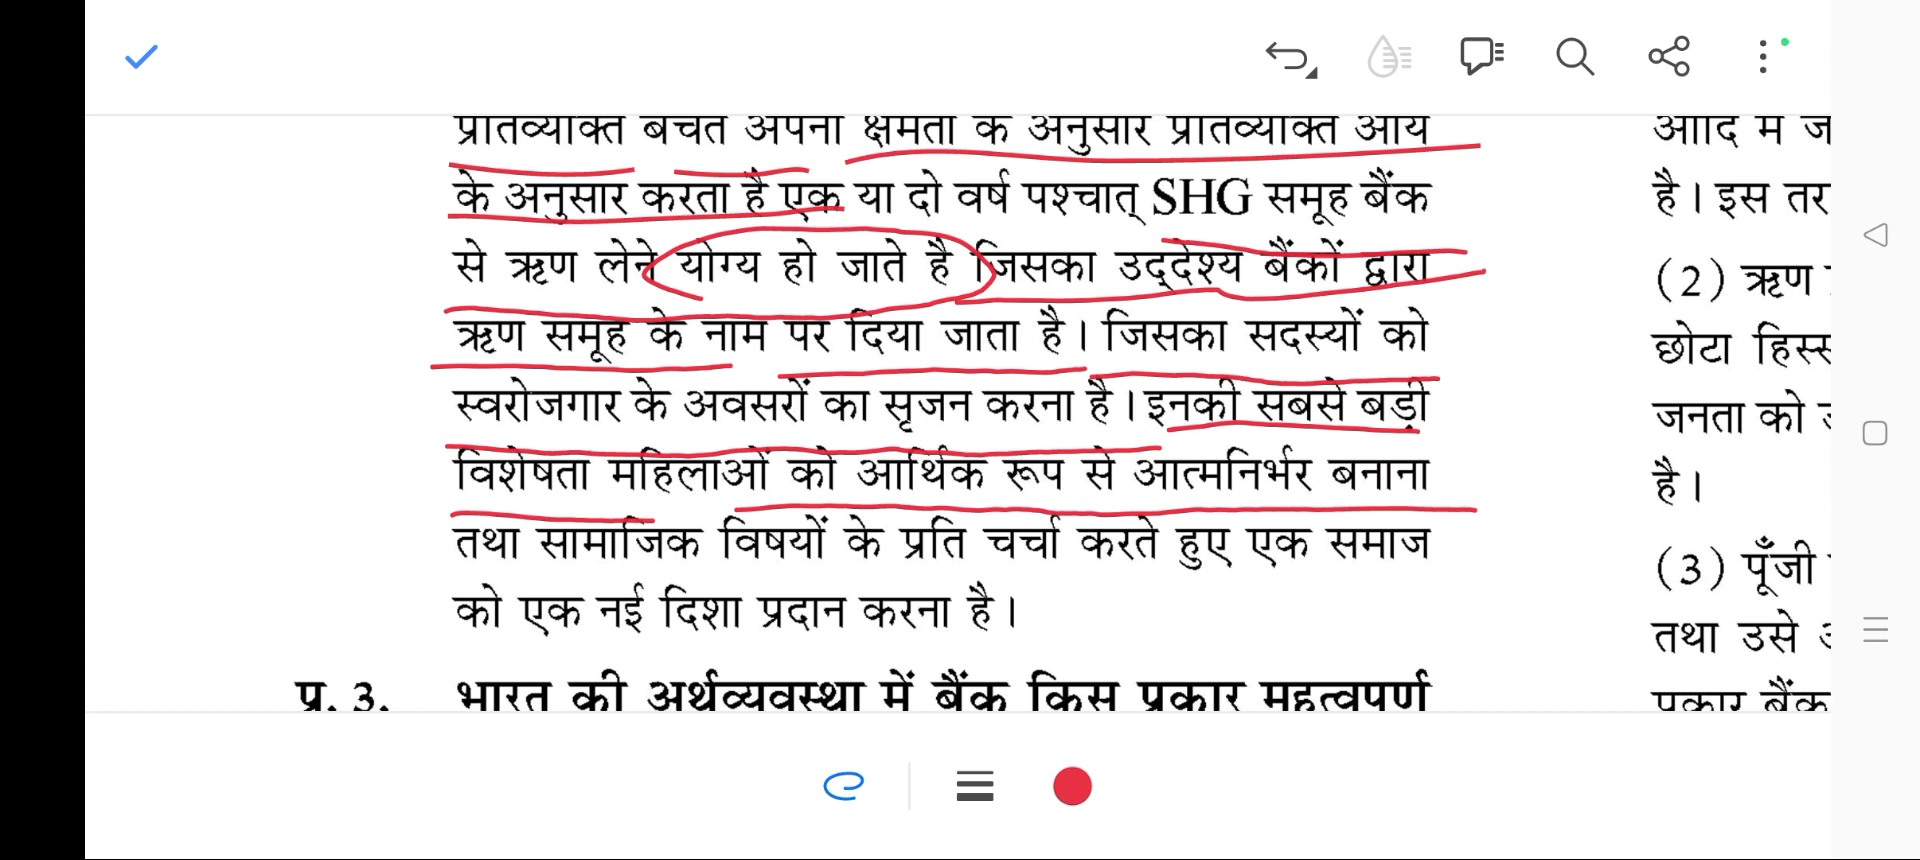 प्रतिव्यक्ति बचत अपनी क्षमता के अनुसार प्रतिव्यक्ति आय
के अनुसार करता है एक या दो वर्ष पश्चात् SHG समूह बैंक
से ऋण लेने योग्य हो जाते है जिसका उद्देश्य बैंकों द्वारा
ऋण समूह के नाम पर दिया जाता है। जिसका सदस्यों को
स्वरोजगार के अवसरों का सृजन करना है। इनकी सबसे बड़ी
विशेषता महिलाओं को आर्थिक रूप से आत्मनिर्भर बनाना
तथा सामाजिक विषयों के प्रति चर्चा करते हुए एक समाज
को एक नई दिशा प्रदान करना है।
प्र. 3. भारत की अर्थव्यवस्था में बैंक किस प्रकार महत्वपूर्ण
आदि में
है। इस
(2) ऋण
छोटा
जनता को
है।
(3) पूँजी
तथा उसे
प्रकार बैंक